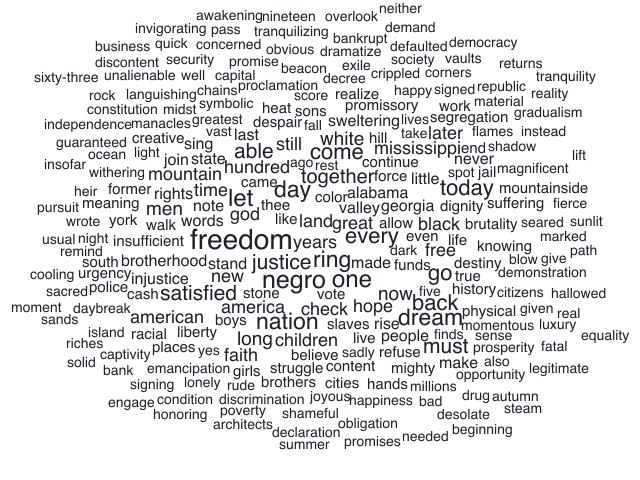 neither
awakening nineteen overlook
invigorating pass tranquilizing demand
business quick concerned obvious dramatize bankrupt defaulted democracy
discontent security promise beacon exile society vaults returns
sixty-three unalienable well capital decree crippled corners tranquility
rock languishing chains proclamation score realize happy signed republic reality
constitution midst symbolic heat sons promissory work material gradualism
independence manacles greatest despair fall sweltering lives segregation
guaranteed creative sing vast last still white hill take later flames instead
ocean light join state able come mississippi end shadow lift
insofar withering mountain hundred ago rest continue never spot jail magnificent
heir former rights time came together force little today mountainside
pursuit meaning men note let day color alabama valley georgia dignity suffering fierce
wrote york walk words god thee like land great allow black brutality seared sunlit
usual night insufficient freedom years every even life knowing marked
remind south brotherhood stand justice ring made dark free funds destiny blow give path
cooling urgency injustice new negro one go true demonstration
sacred police cash satisfied stone vote now five history citizens hallowed
moment daybreak america check hope back physical given real
sands american boys nation slaves rise dream momentous luxury
island racial liberty long children live people finds sense equality
riches captivity places yes faith believe sadly refuse must prosperity fatal
solid bank emancipation girls struggle content mighty make also opportunity legitimate
signing lonely rude brothers cities hands millions
engage condition discrimination joyous happiness bad drug autumn
honoring poverty shameful desolate steam
architects declaration obligation beginning
summer promises needed